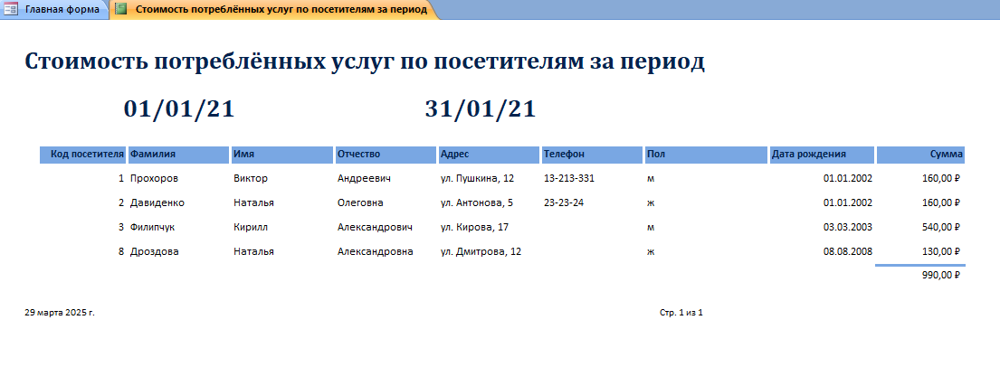 Главная форма Стоимость потреблённых услуг по посетителям за период
Стоимость потреблённых услуг по посетителям за период
01/01/21 31/01/21
Код посетителя Фамилия Имя Отчество Адрес Телефон Пол Дата рождения Сумма
1 Прохоров Виктор Андреевич ул. Пушкина, 12 13-213-331 м 01.01.2002 160,00 ₽
2 Давиденко Наталья Олеговна ул. Антонова, 5 23-23-24 ж 01.01.2002 160,00 ₽
3 Филипчук Кирилл Александрович ул. Кирова, 17 м 03.03.2003 540,00 ₽
8 Дроздова Наталья Александровна ул. Дмитрова, 12 ж 08.08.2008 130,00 ₽
990,00 ₽
29 марта 2025 г. Стр. 1 из 1